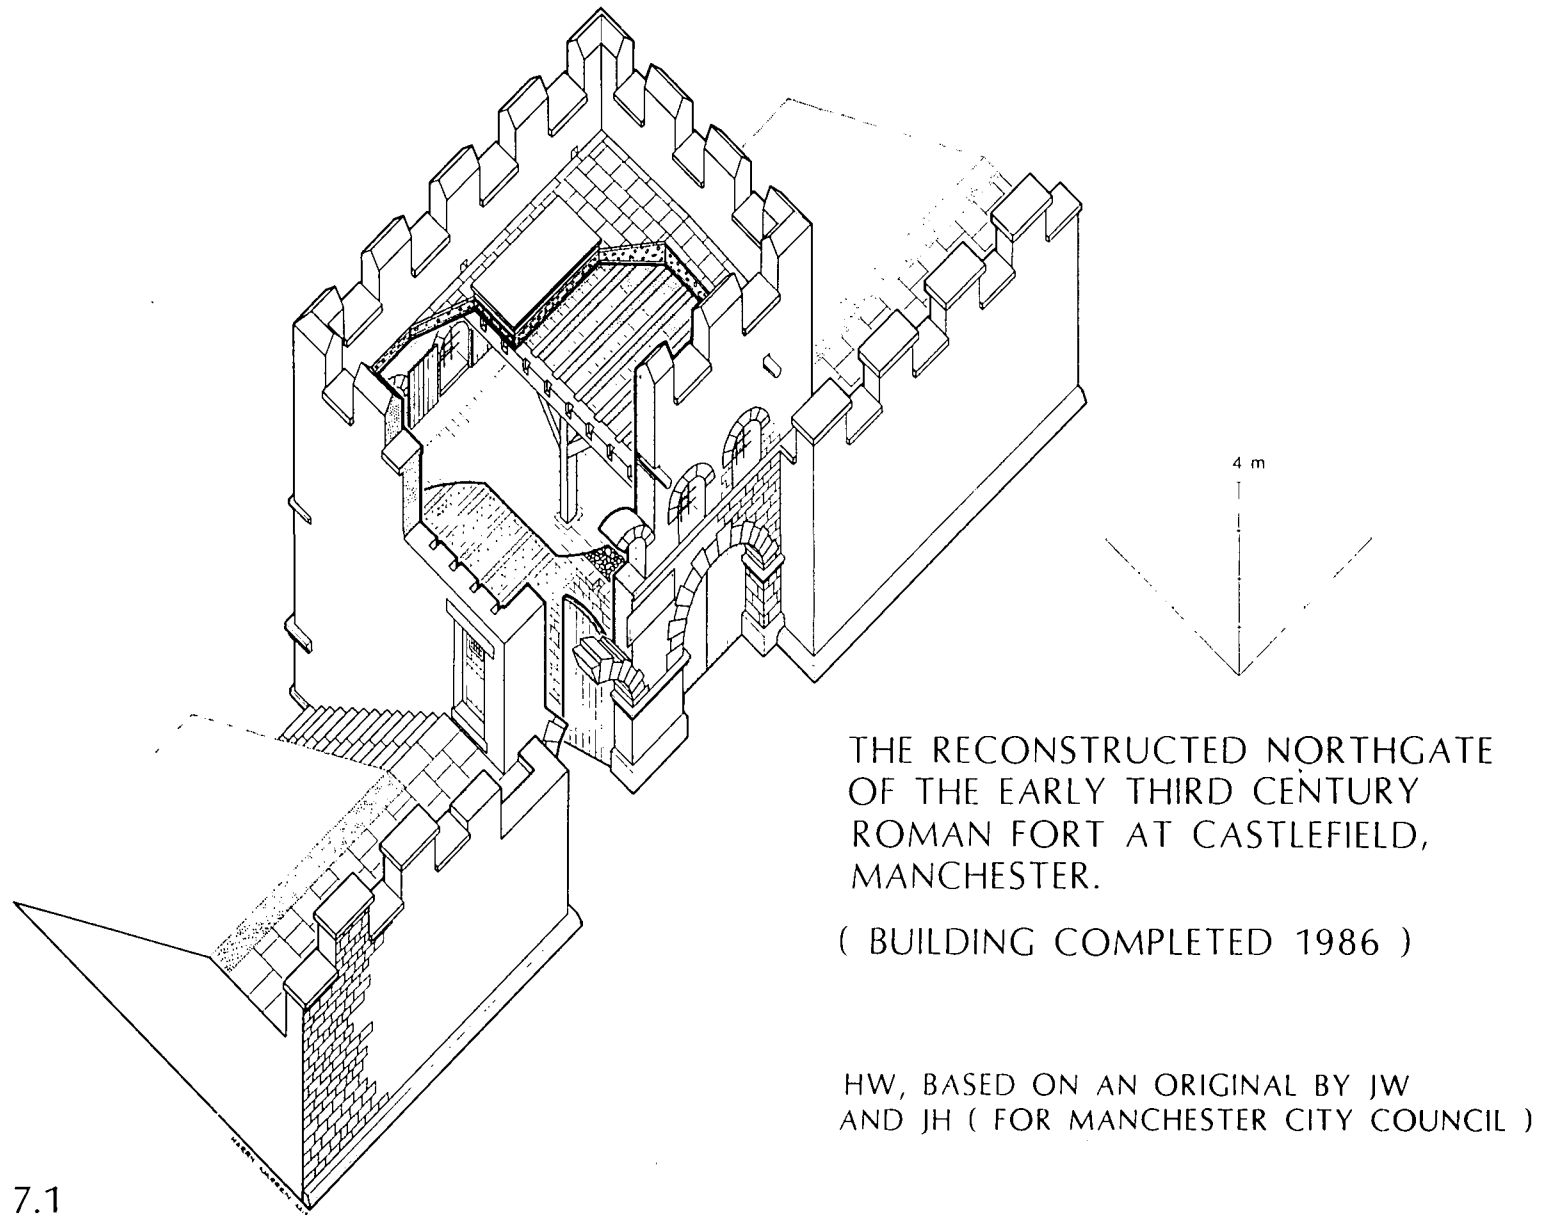 4 m
THE RECONSTRUCTED NORTHGATE
OF THE EARLY THIRD CENTURY
ROMAN FORT AT CASTLEFIELD,
MANCHESTER.
( BUILDING COMPLETED 1986 )
HW, BASED ON AN ORIGINAL BY JW
AND JH ( FOR MANCHESTER CITY COUNCIL )
HARRY
7.1